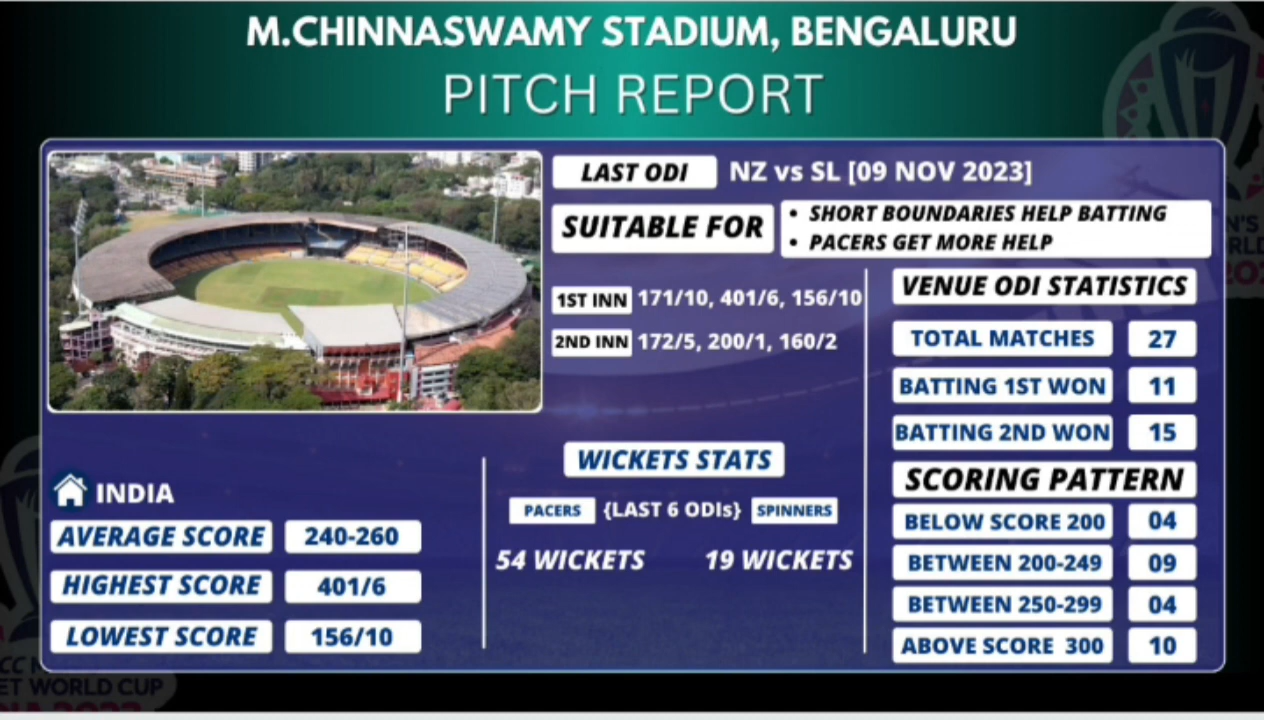 M.CHINNASWAMY STADIUM, BENGALURU
PITCH REPORT
LAST ODI NZ vs SL [09 NOV 2023]
SUITABLE FOR
• SHORT BOUNDARIES HELP BATTING
• PACERS GET MORE HELP
1ST INN 171/10, 401/6, 156/10
2ND INN 172/5, 200/1, 160/2
VENUE ODI STATISTICS
TOTAL MATCHES 27
BATTING 1ST WON 11
BATTING 2ND WON 15
SCORING PATTERN
BELOW SCORE 200 04
BETWEEN 200-249 09
BETWEEN 250-299 04
ABOVE SCORE 300 10
WICKETS STATS
PACERS {LAST 6 ODIs} SPINNERS
54 WICKETS 19 WICKETS
INDIA
AVERAGE SCORE 240-260
HIGHEST SCORE 401/6
LOWEST SCORE 156/10
WORLD CUP